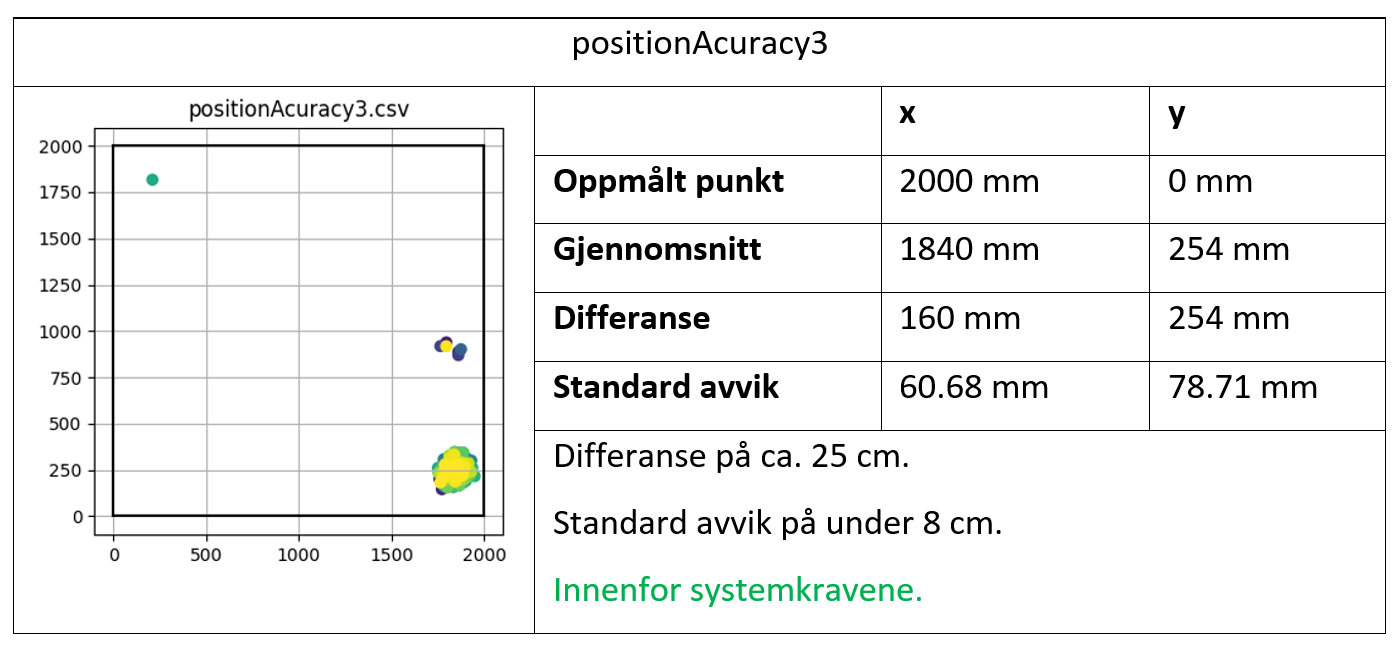 positionAcuracy3
positionAcuracy3.csv
2000
1750
1500
1250
1000
750
500
250
0
0 500 1000 1500 2000
x y
Oppmålt punkt 2000 mm 0 mm
Gjennomsnitt 1840 mm 254 mm
Differanse 160 mm 254 mm
Standard avvik 60.68 mm 78.71 mm
Differanse på ca. 25 cm.
Standard avvik på under 8 cm.
Innenfor systemkravene.